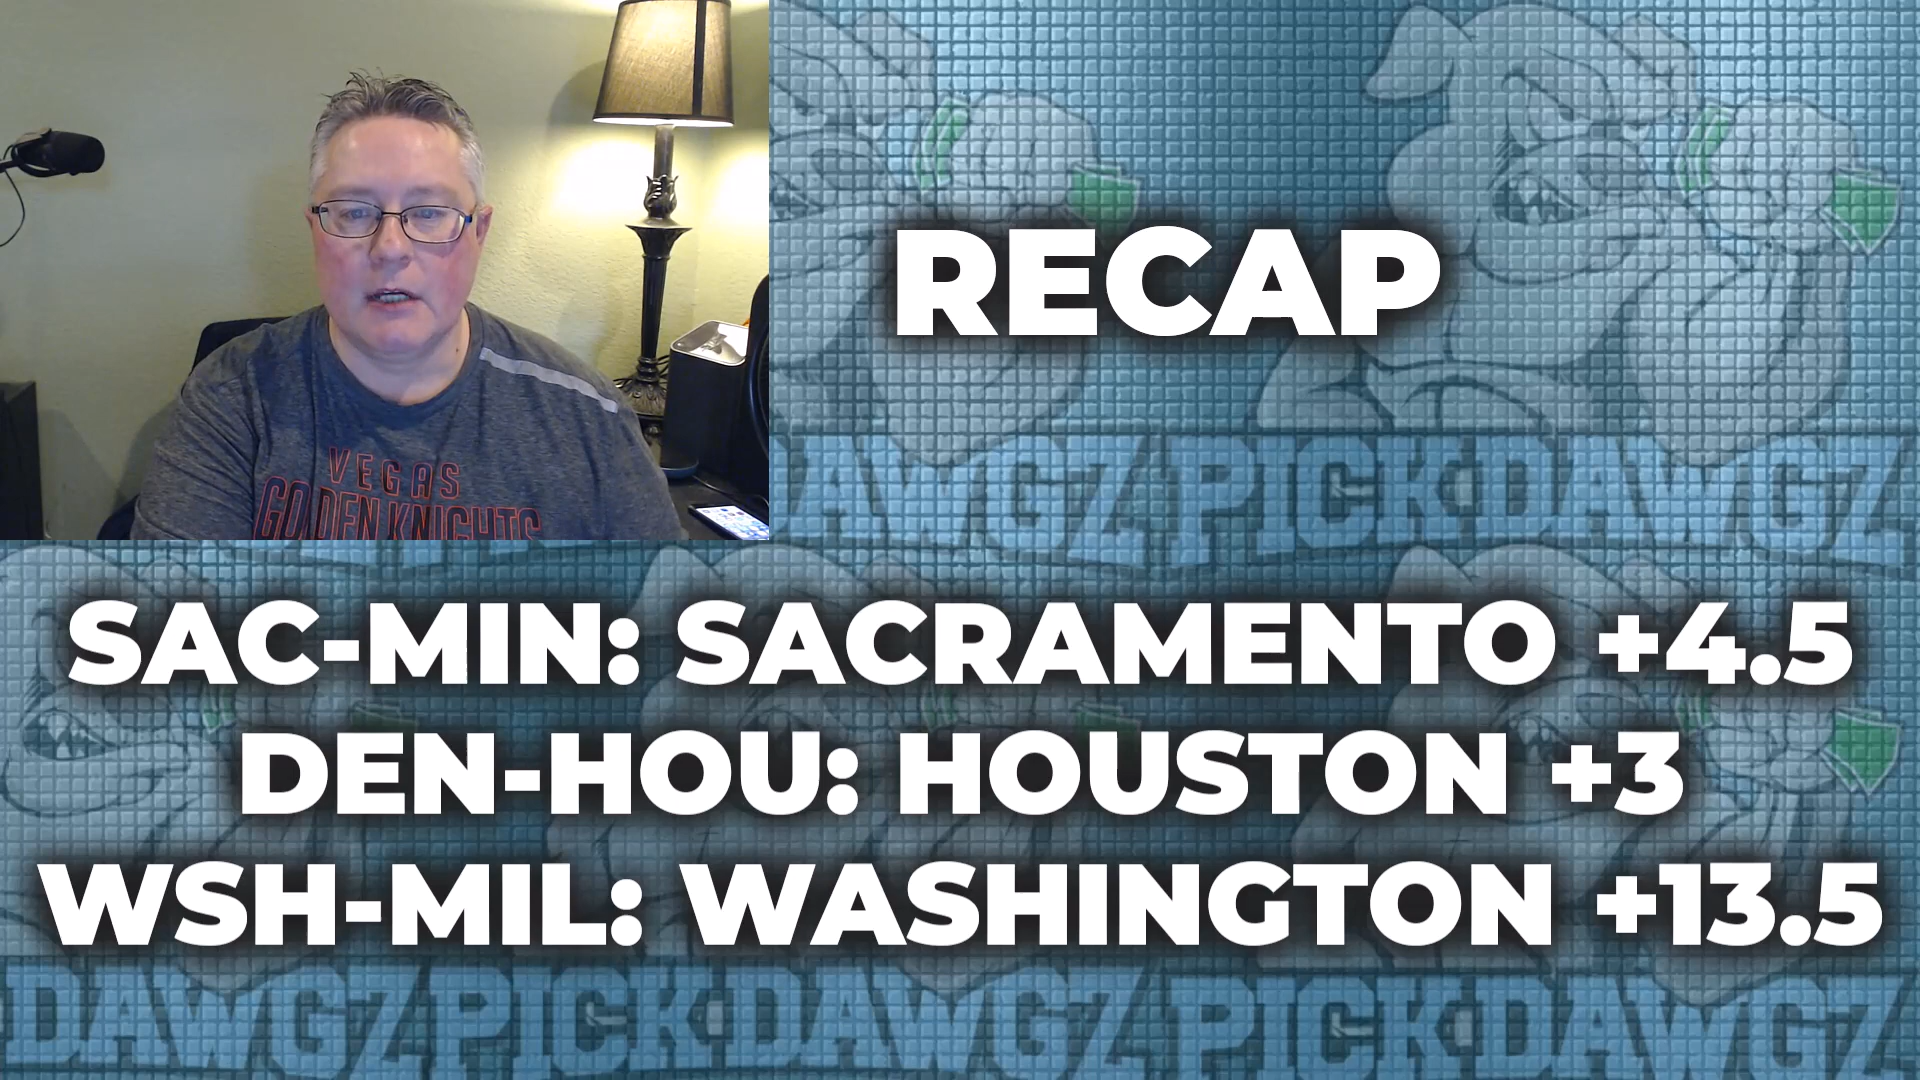 RECAP
VEGAS
GOLDEN KNIGHTS
DAWGZ PICK DAWGZ
SAC-MIN: SACRAMENTO +4.5
DEN-HOU: HOUSTON +3
WSH-MIL: WASHINGTON +13.5
DAWGZ PICK DAWGZ PICK DAWGZ